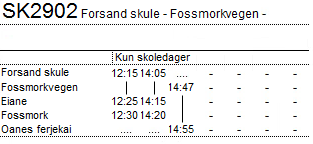 SK2902 Forsand skule - Fossmorkvegen -
Kun skoledager
Forsand skule 12:15 14:05 .... - - - -
Fossmorkvegen | | 14:47 - - - -
Eiane 12:25 14:15 | - - - -
Fossmork 12:30 14:20 | - - - -
Oanes ferjekai .... .... 14:55 - - - -